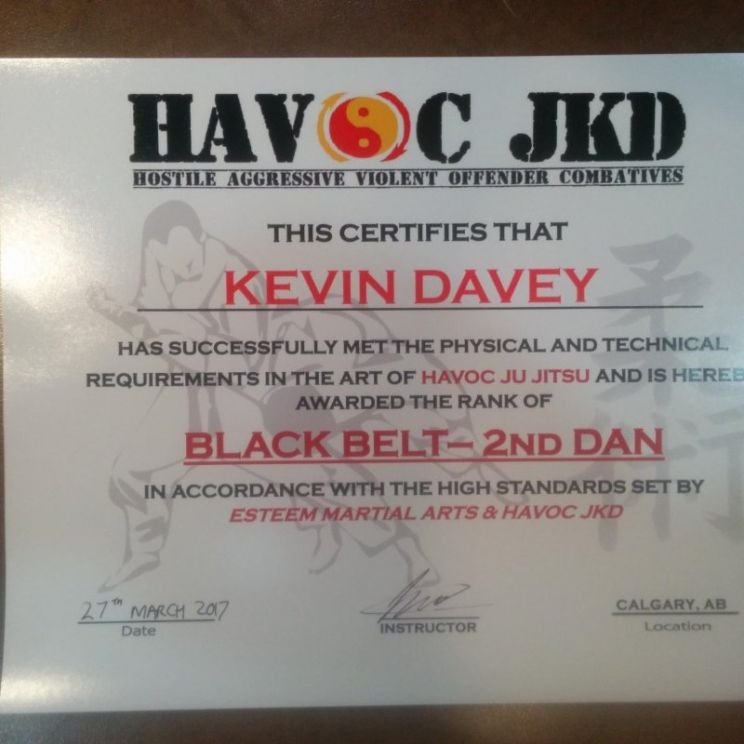 HAVOC JKD
HOSTILE AGGRESSIVE VIOLENT OFFENDER COMBATIVES
THIS CERTIFIES THAT
KEVIN DAVEY
HAS SUCCESSFULLY MET THE PHYSICAL AND TECHNICAL
REQUIREMENTS IN THE ART OF HAVOC JU JITSU AND IS HEREB
AWARDED THE RANK OF
BLACK BELT– 2ND DAN
IN ACCORDANCE WITH THE HIGH STANDARDS SET BY
ESTEEM MARTIAL ARTS & HAVOC JKD
柔術
27TH MARCH 2017
Date
INSTRUCTOR
CALGARY, AB
Location